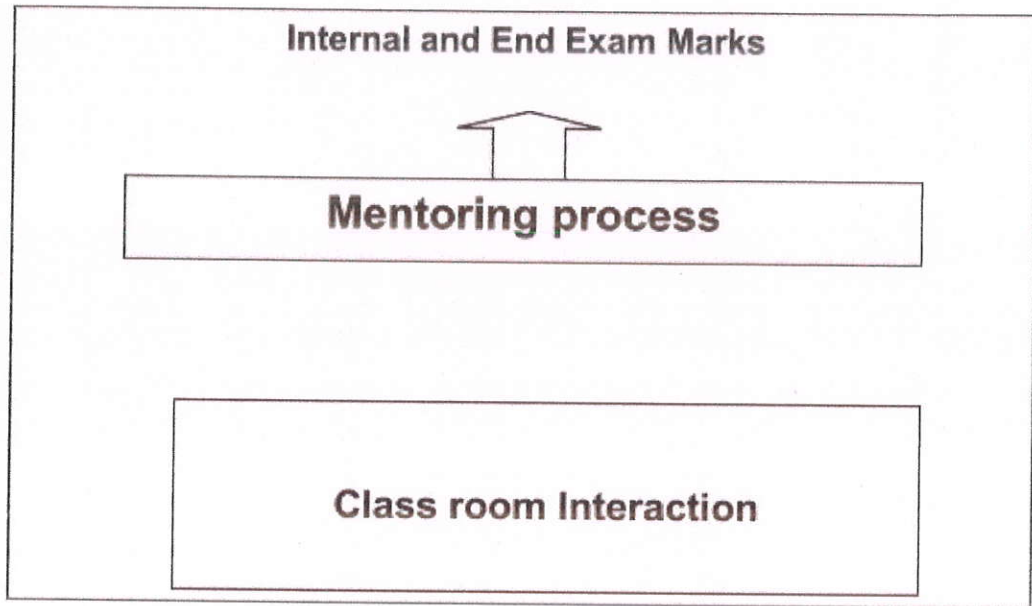 Internal and End Exam Marks
Mentoring process
Class room Interaction